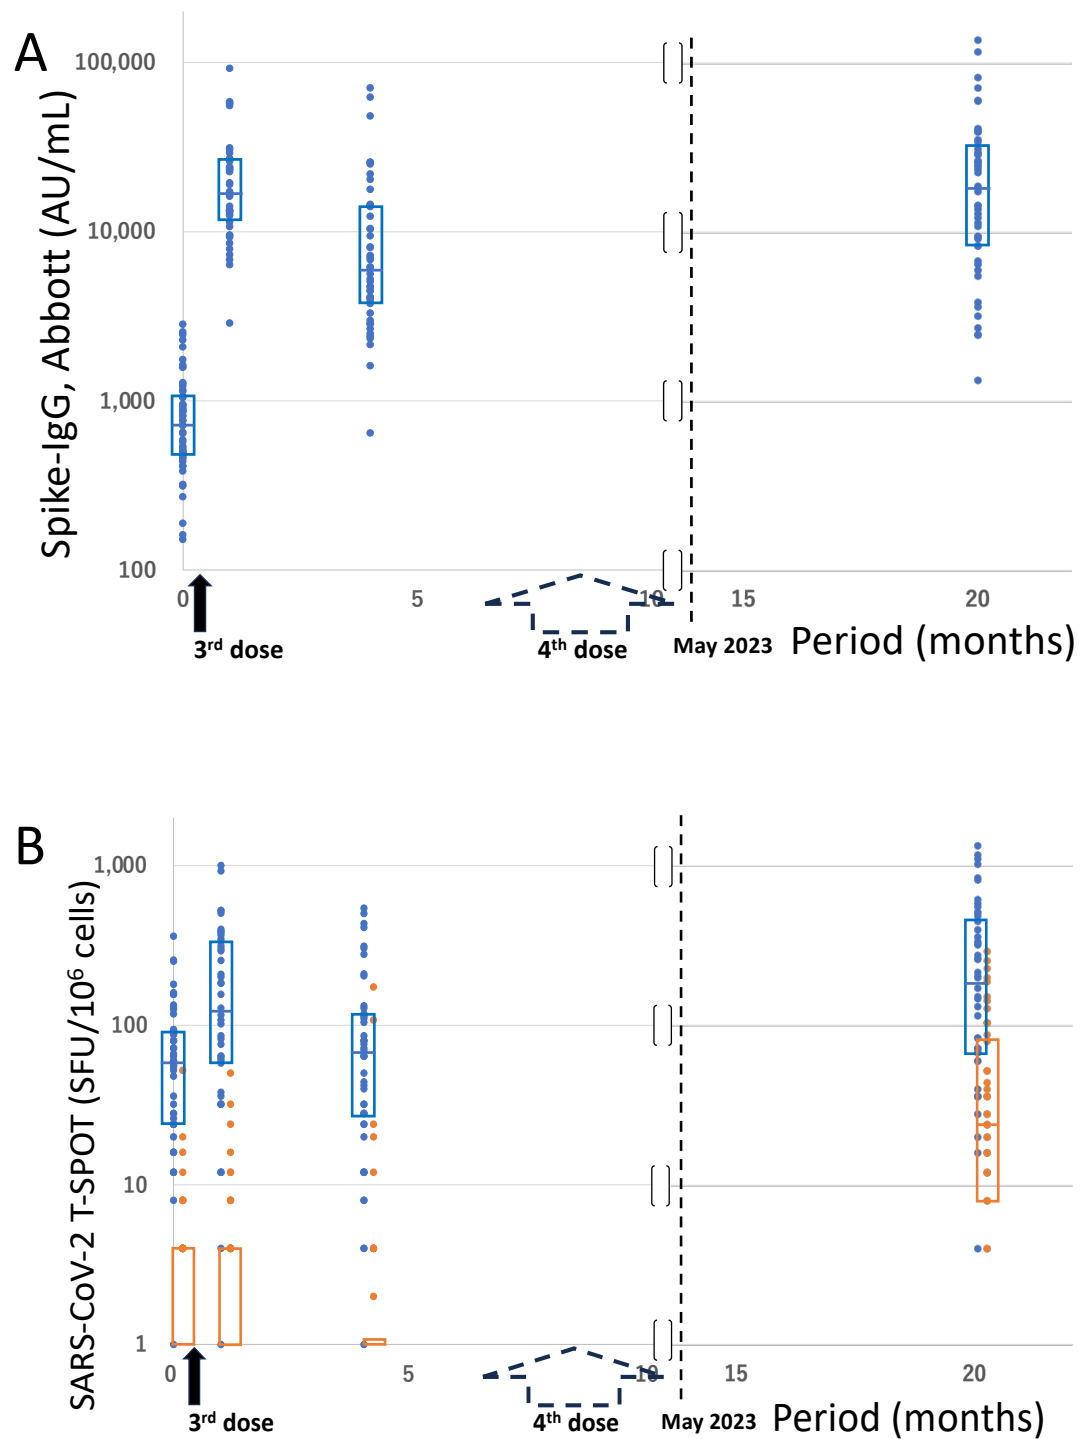 A
Spike-IgG, Abbott (AU/mL)
100,000
10,000
1,000
100
0
5
10
15
20
3rd dose
4th dose
May 2023
Period (months)
B
SARS-CoV-2 T-SPOT (SFU/10⁶ cells)
1,000
100
10
1
0
5
10
15
20
3rd dose
4th dose
May 2023
Period (months)